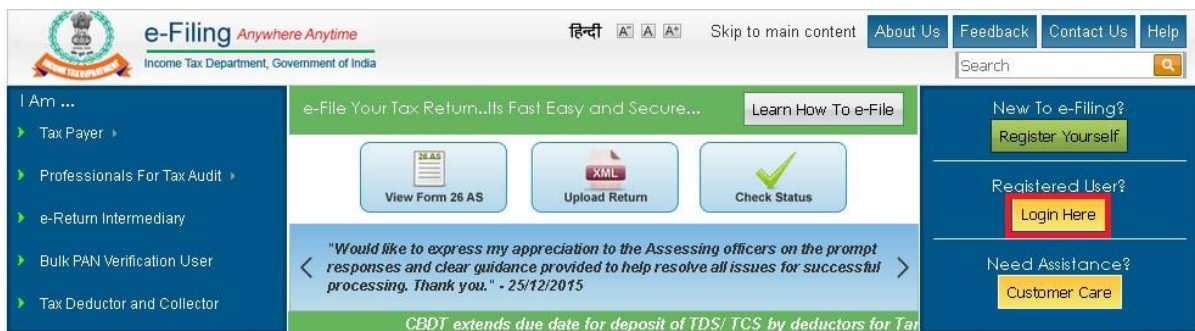 e-Filing Anywhere Anytime
Income Tax Department, Government of India
हिन्दी A- A A+ Skip to main content About Us Feedback Contact Us Help
Search
I Am ...
Tax Payer
Professionals For Tax Audit
e-Return Intermediary
Bulk PAN Verification User
Tax Deductor and Collector
e-File Your Tax Return..Its Fast Easy and Secure... Learn How To e-File
26 AS
View Form 26 AS
XML
Upload Return
Check Status
"Would like to express my appreciation to the Assessing officers on the prompt
responses and clear guidance provided to help resolve all issues for successful
processing. Thank you." - 25/12/2015
CBDT extends due date for deposit of TDS/ TCS by deductors for Tar
New To e-Filing?
Register Yourself
Registered User?
Login Here
Need Assistance?
Customer Care